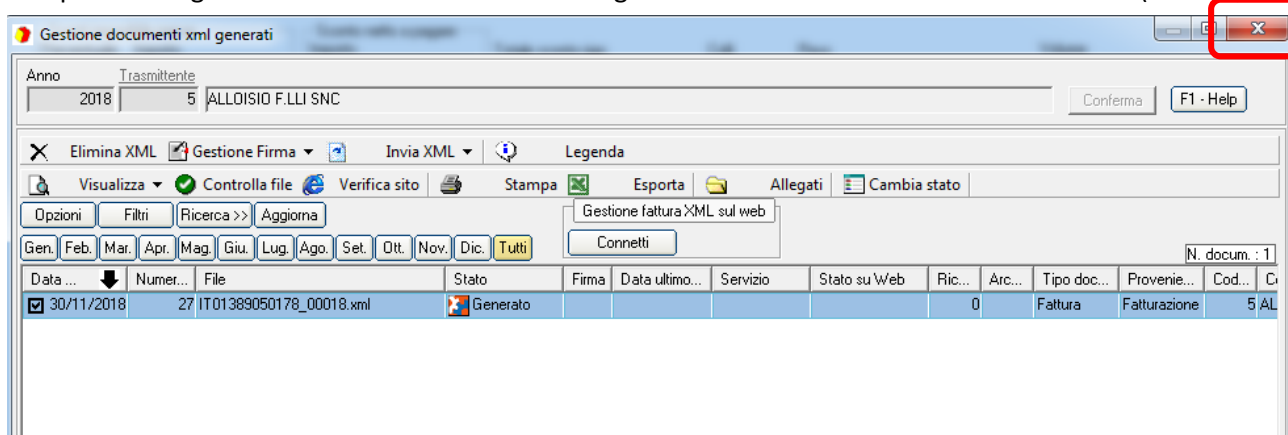 Gestione documenti xml generati
Anno Trasmittente
2018 5 ALLOISIO F.LLI SNC Conferma F1 - Help
Elimina XML Gestione Firma Invia XML Legenda
Visualizza Controlla file Verifica sito Stampa Esporta Allegati Cambia stato
Opzioni Filtri Ricerca >> Aggiorna Gestione fattura XML sul web
Connetti
Gen. Feb. Mar. Apr. Mag. Giu. Lug. Ago. Set. Ott. Nov. Dic. Tutti N. docum. : 1
Data ... Numer... File Stato Firma Data ultimo... Servizio Stato su Web Ric... Arc... Tipo doc... Provenie... Cod...
30/11/2018 27 IT01389050178_00018.xml Generato 0 Fattura Fatturazione 5 AL